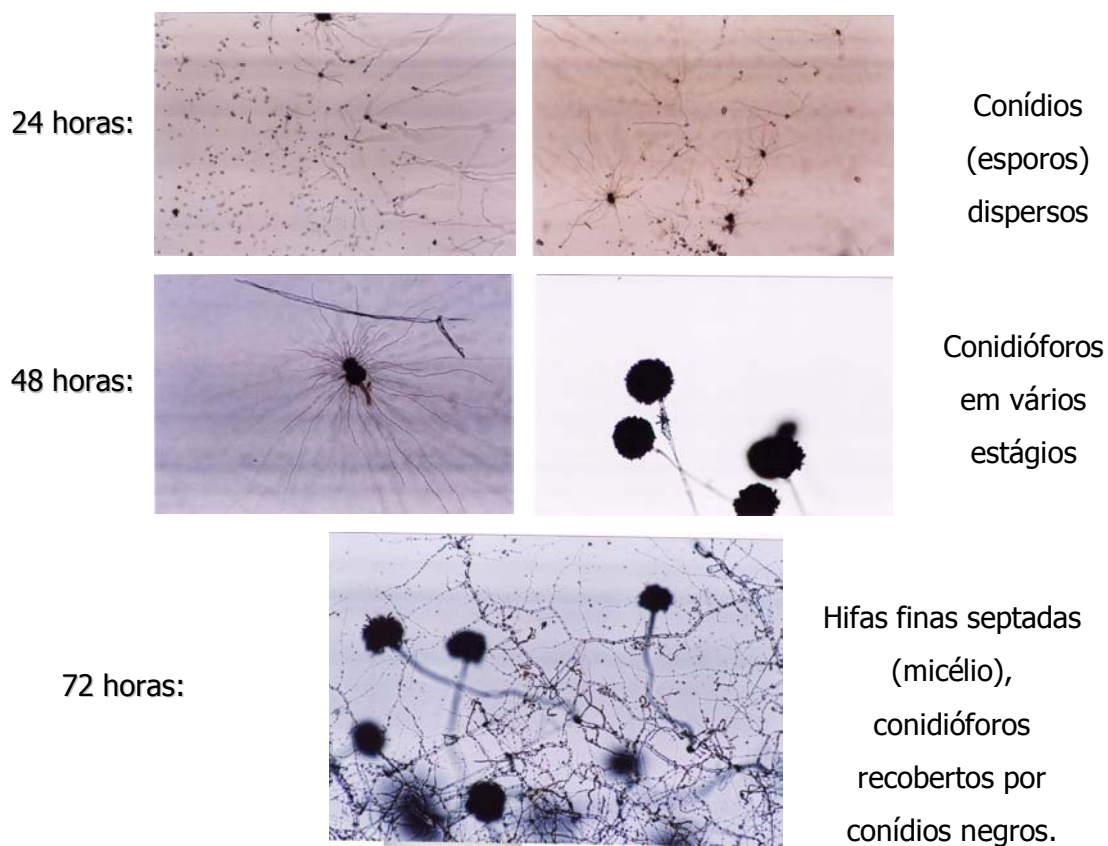 24 horas:
Conídios
(esporos)
dispersos
48 horas:
Conidióforos
em vários
estágios
72 horas:
Hifas finas septadas
(micélio),
conidióforos
recobertos por
conídios negros.